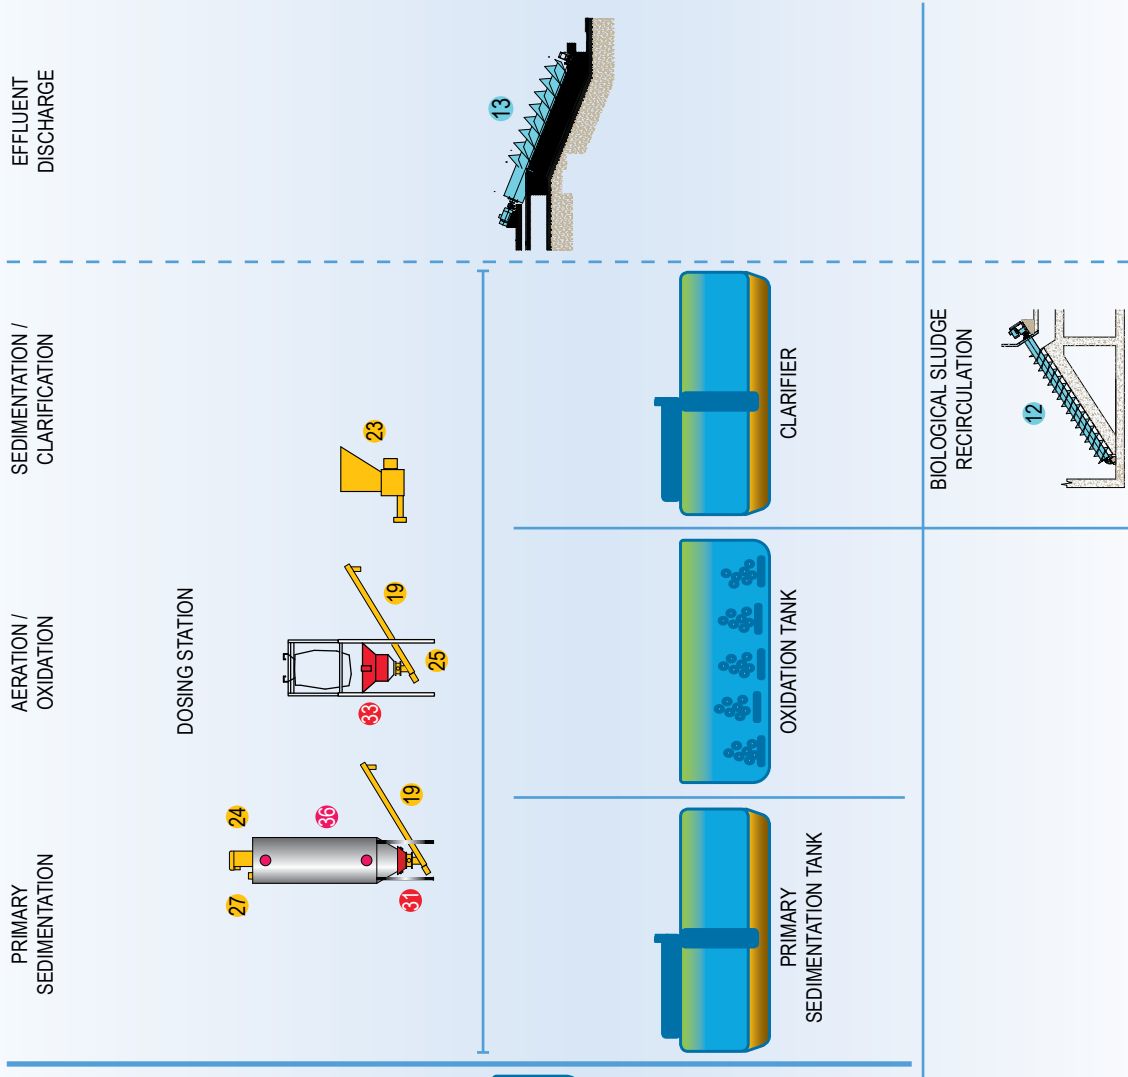 PRIMARY
SEDIMENTATION
AERATION /
OXIDATION
SEDIMENTATION /
CLARIFICATION
EFFLUENT
DISCHARGE
DOSING STATION
27
24
36
31
19
33
25
19
23
13
PRIMARY
SEDIMENTATION TANK
OXIDATION TANK
CLARIFIER
BIOLOGICAL SLUDGE
RECIRCULATION
12